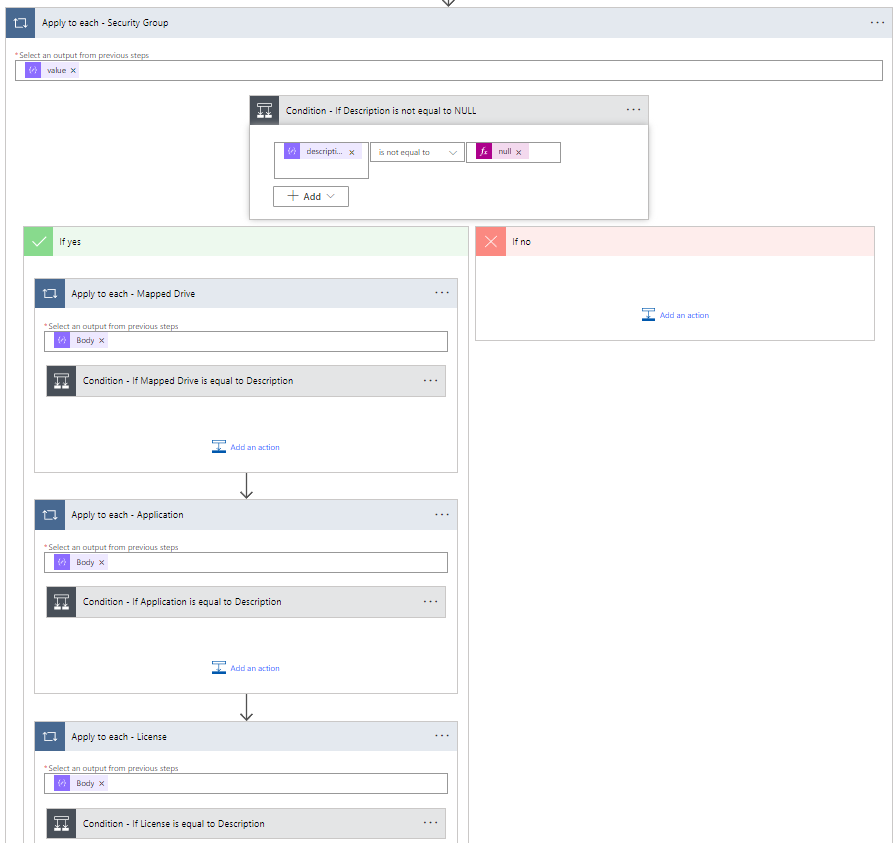 Apply to each - Security Group
*Select an output from previous steps
value ×
Condition - If Description is not equal to NULL
descripti... × is not equal to fx null ×
+ Add
If yes
If no
Apply to each - Mapped Drive
*Select an output from previous steps
Add an action
Body ×
Condition - If Mapped Drive is equal to Description
Add an action
Apply to each - Application
*Select an output from previous steps
Body ×
Condition - If Application is equal to Description
Add an action
Apply to each - License
*Select an output from previous steps
Body ×
Condition - If License is equal to Description